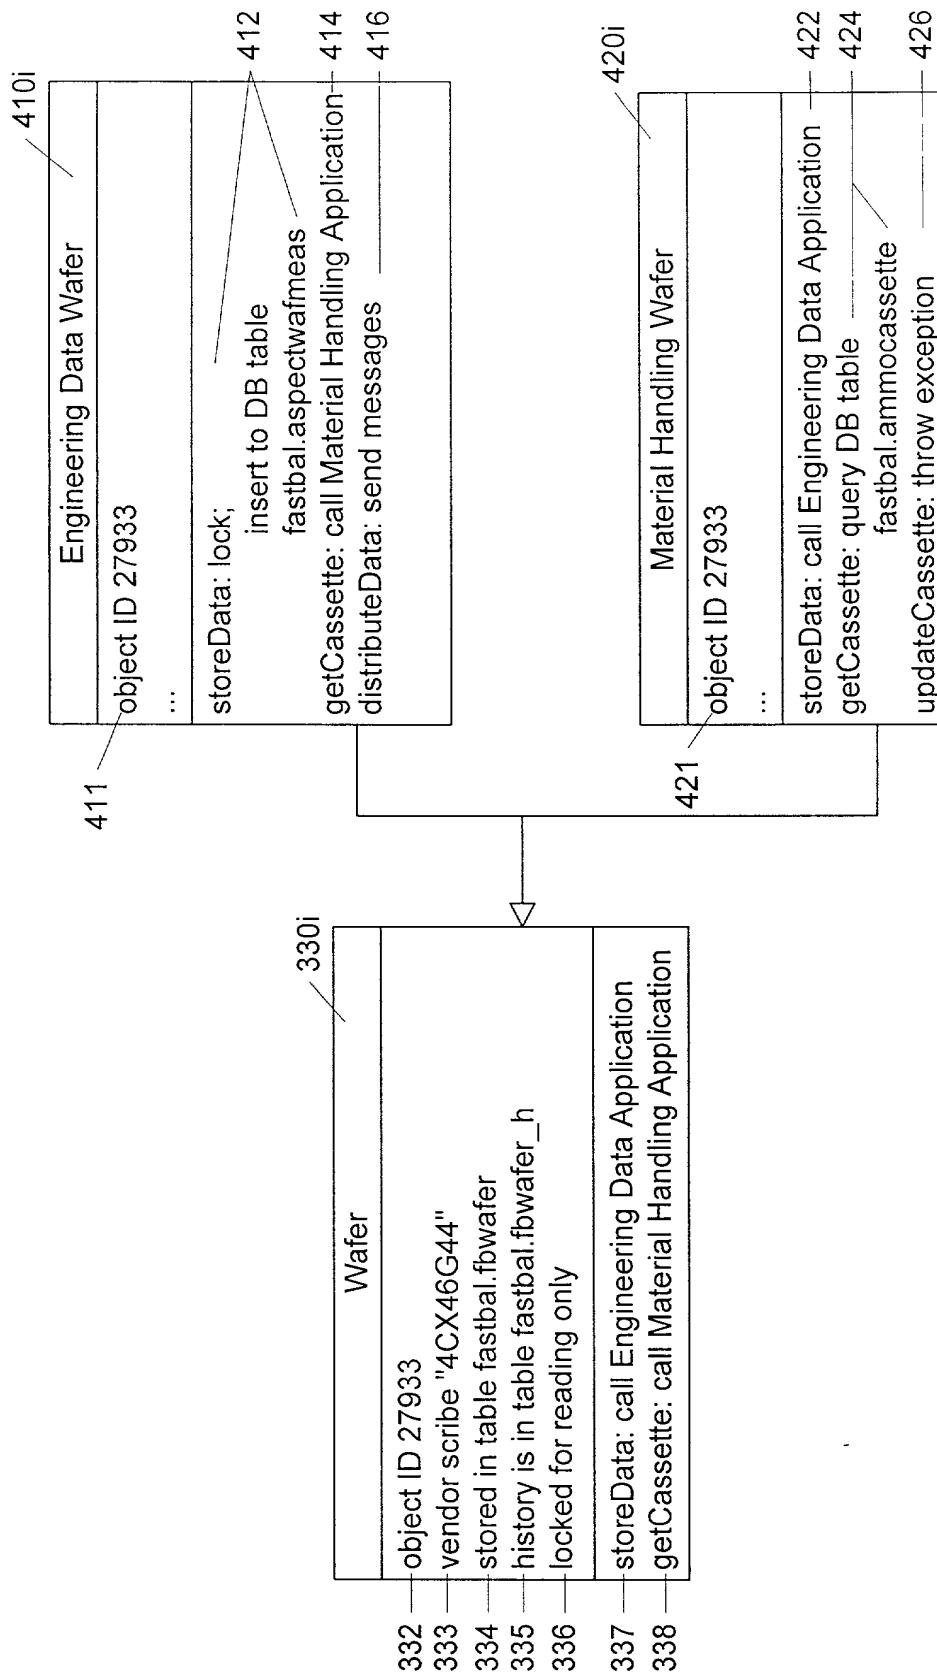 330i
Wafer
332
object ID 27933
333
vendor scribe "4CX46G44"
334
stored in table fastbal.fbwafer
335
history is in table fastbal.fbwafer_h
336
locked for reading only
337
storeData: call Engineering Data Application
338
getCassette: call Material Handling Application
410i
Engineering Data Wafer
411
object ID 27933
...
storeData: lock;
412
insert to DB table
fastbal.aspectwafmeas
getCassette: call Material Handling Application
414
distributeData: send messages
416
420i
Material Handling Wafer
421
object ID 27933
...
storeData: call Engineering Data Application
422
getCassette: query DB table
424
fastbal.ammocassette
updateCassette: throw exception
426